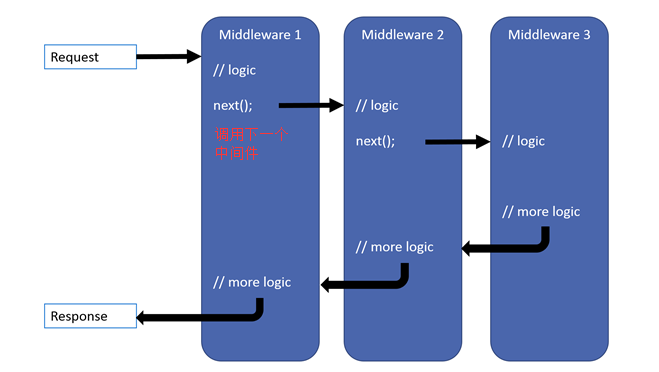 Middleware 1
Middleware 2
Middleware 3
Request
// logic
next();
// logic
调用下一个
中间件
next();
// logic
// more logic
// more logic
// more logic
Response